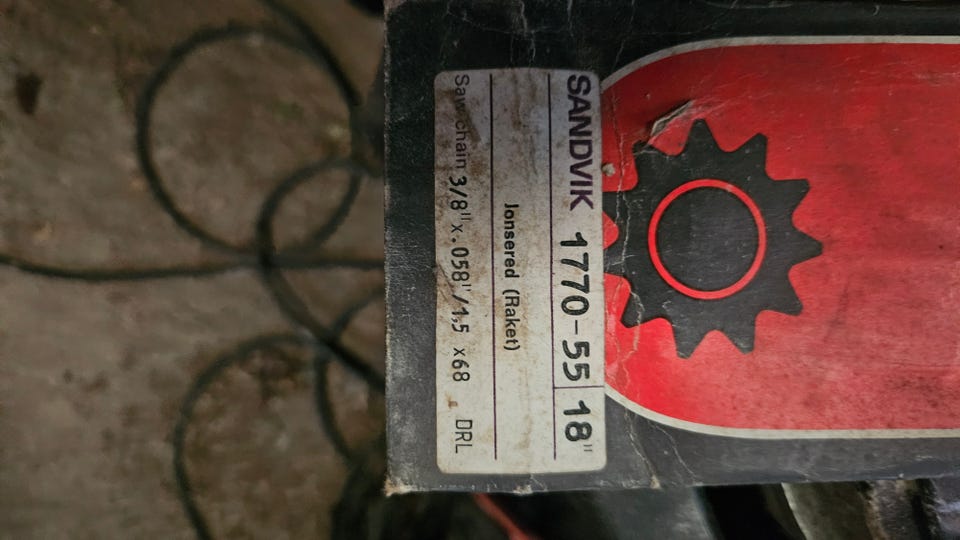 SANDVIK 1770-55 18"
Jonsered (Raket)
Saw chain 3/8"x.058"/1,5 x68 DRL